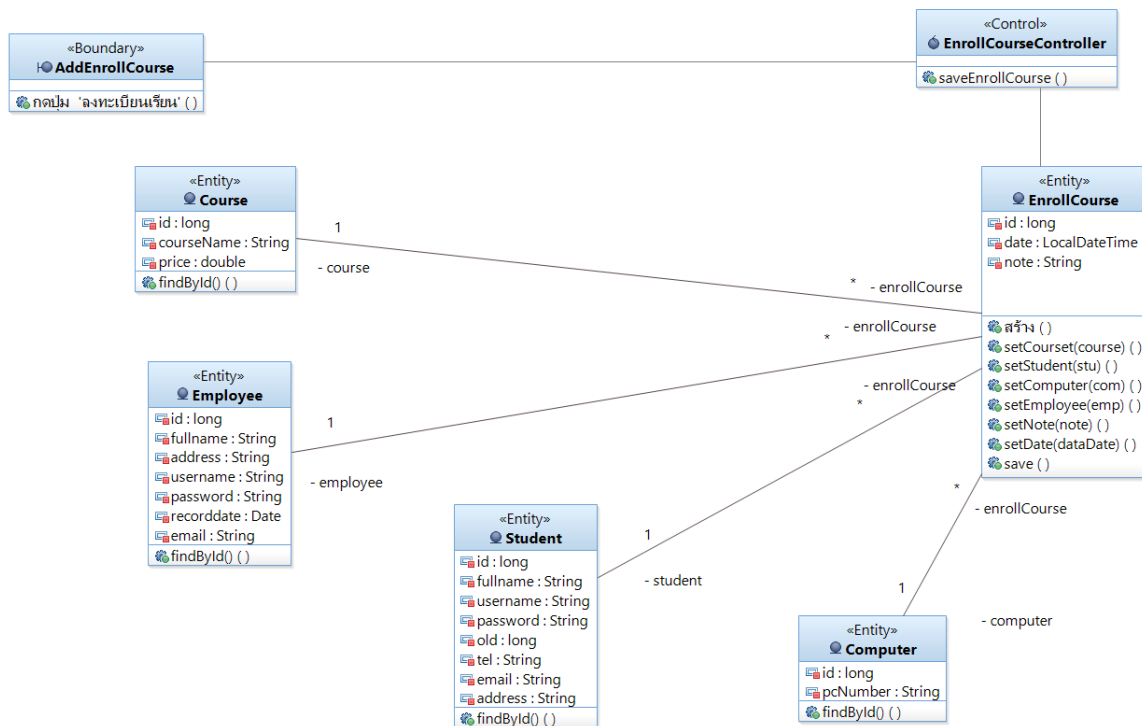 «Boundary»
AddEnrollCourse
กดปุ่ม 'ลงทะเบียนเรียน' ( )
«Control»
EnrollCourseController
saveEnrollCourse ( )
«Entity»
Course
id : long
courseName : String
price : double
findById() ( )
1
- course
*
- enrollCourse
«Entity»
EnrollCourse
id : long
date : LocalDateTime
note : String
สร้าง ( )
setCourset(course) ( )
setStudent(stu) ( )
setComputer(com) ( )
setEmployee(emp) ( )
setNote(note) ( )
setDate(dataDate) ( )
save ( )
- enrollCourse
*
«Entity»
Employee
id : long
fullname : String
address : String
username : String
password : String
recorddate : Date
email : String
findById() ( )
1
- employee
- enrollCourse
*
«Entity»
Student
id : long
fullname : String
username : String
password : String
old : long
tel : String
email : String
address : String
findById() ( )
1
- student
*
- enrollCourse
1
- computer
«Entity»
Computer
id : long
pcNumber : String
findById() ( )